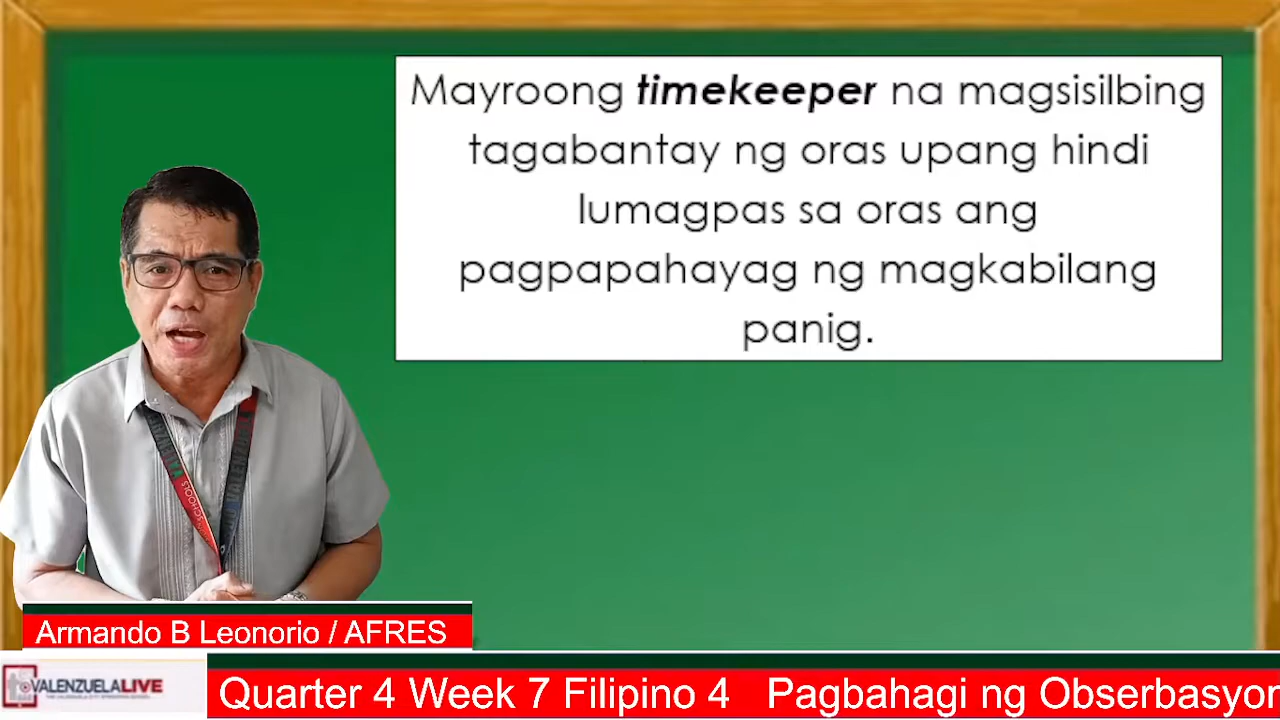 Mayroong timekeeper na magsisilbing
tagabantay ng oras upang hindi
lumagpas sa oras ang
pagpapahayag ng magkabilang
panig.
Armando B Leonorio / AFRES
VALENZUELALIVE
Quarter 4 Week 7 Filipino 4 Pagbahagi ng Obserbasyon